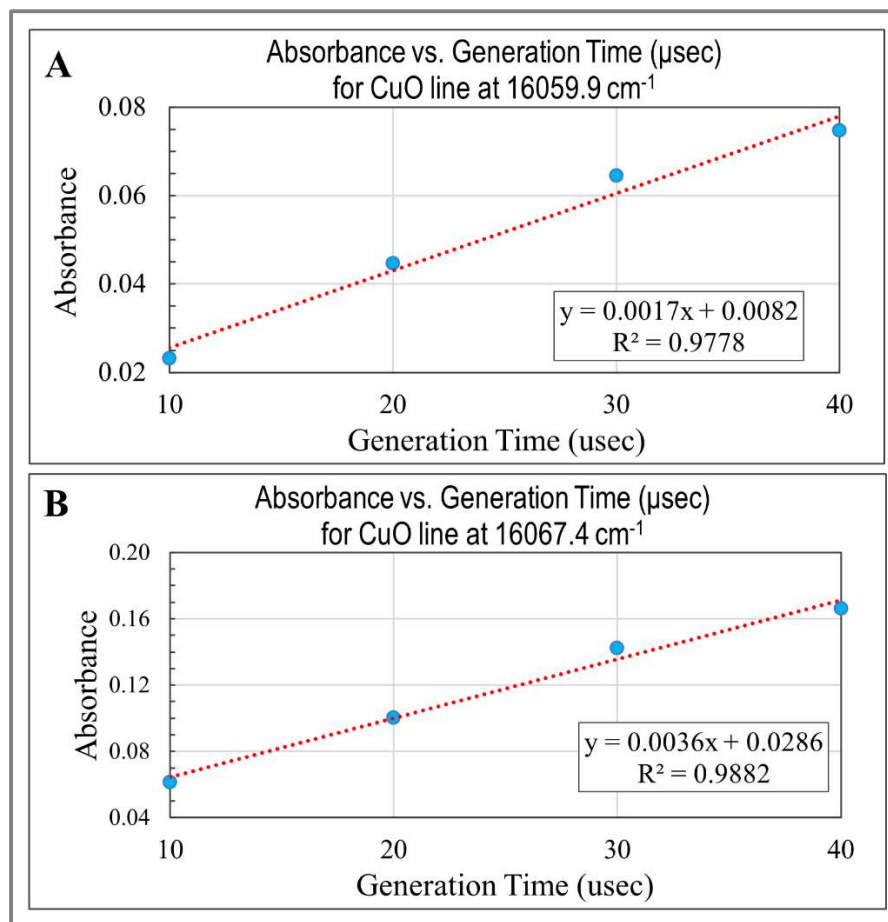 A
Absorbance vs. Generation Time (µsec)
for CuO line at 16059.9 cm-1
0.08
0.06
0.04
0.02
Absorbance
y = 0.0017x + 0.0082
R² = 0.9778
10 20 30 40
Generation Time (usec)
B
Absorbance vs. Generation Time (µsec)
for CuO line at 16067.4 cm-1
0.20
0.16
0.12
0.08
0.04
Absorbance
y = 0.0036x + 0.0286
R² = 0.9882
10 20 30 40
Generation Time (usec)